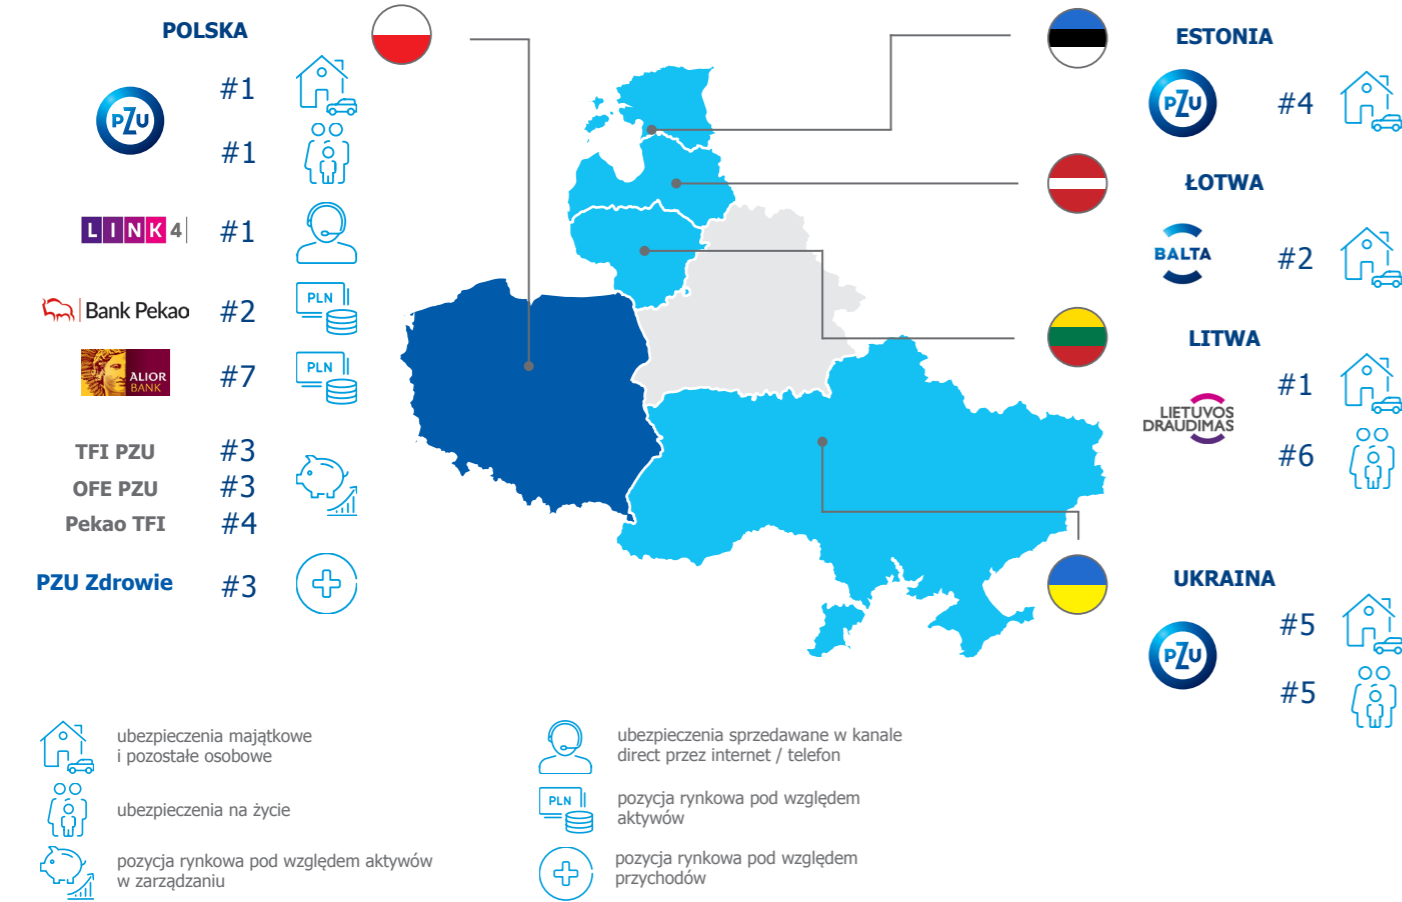 POLSKA
PZU
#1
#1
LINK4
#1
Bank Pekao
#2
PLN
ALIOR
BANK
#7
PLN
TFI PZU
#3
OFE PZU
#3
Pekao TFI
#4
PZU Zdrowie
#3
ESTONIA
PZU
#4
ŁOTWA
BALTA
#2
LITWA
#1
LIETUVOS
DRAUDIMAS
#6
UKRAINA
#5
PZU
#5
ubezpieczenia majątkowe
i pozostałe osobowe
ubezpieczenia na życie
pozycja rynkowa pod względem aktywów
w zarządzaniu
ubezpieczenia sprzedawane w kanale
direct przez internet / telefon
PLN
pozycja rynkowa pod względem
aktywów
pozycja rynkowa pod względem
przychodów